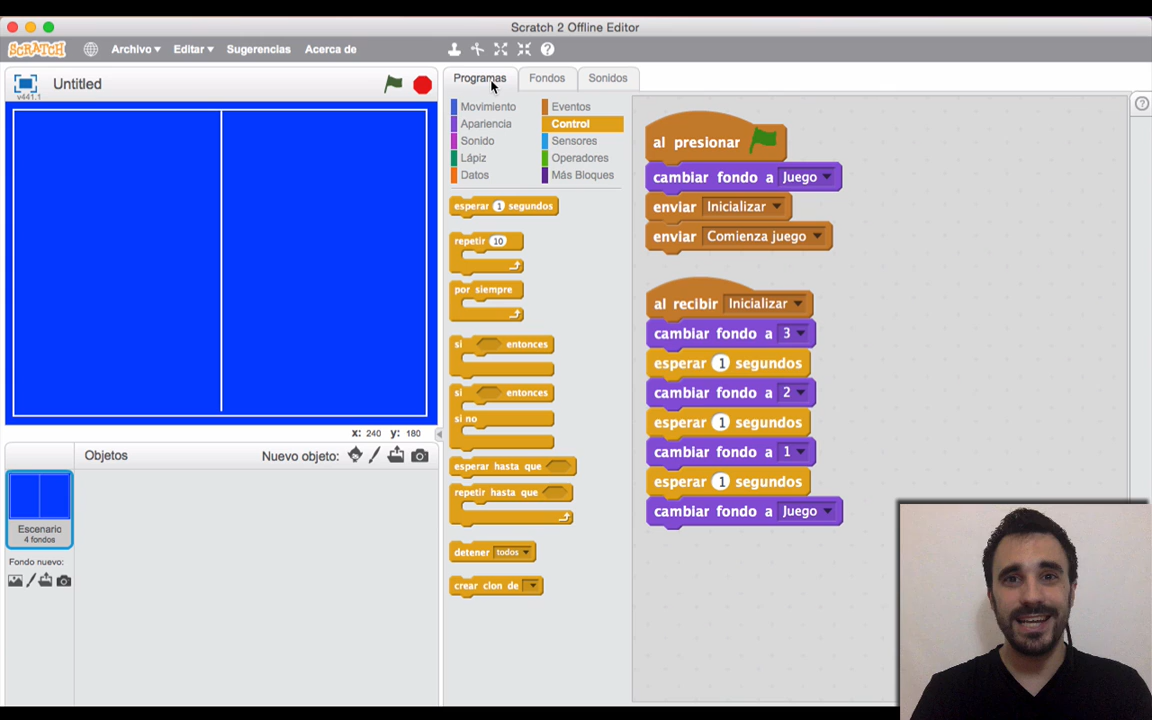 Scratch 2 Offline Editor
SCRATCH Archivo Editar Sugerencias Acerca de ?
Untitled
v441.1
x: 240 y: 180
Objetos Nuevo objeto:
Escenario
4 fondos
Fondo nuevo:
Programas Fondos Sonidos
Movimiento Eventos
Apariencia Control
Sonido Sensores
Lápiz Operadores
Datos Más Bloques
esperar 1 segundos
repetir 10
por siempre
si entonces
si entonces
si no
esperar hasta que
repetir hasta que
detener todos
crear clon de
al presionar
cambiar fondo a Juego
enviar Inicializar
enviar Comienza juego
al recibir Inicializar
cambiar fondo a 3
esperar 1 segundos
cambiar fondo a 2
esperar 1 segundos
cambiar fondo a 1
esperar 1 segundos
cambiar fondo a Juego
?